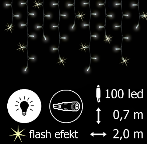 100 led
0,7 m
flash efekt
2,0 m